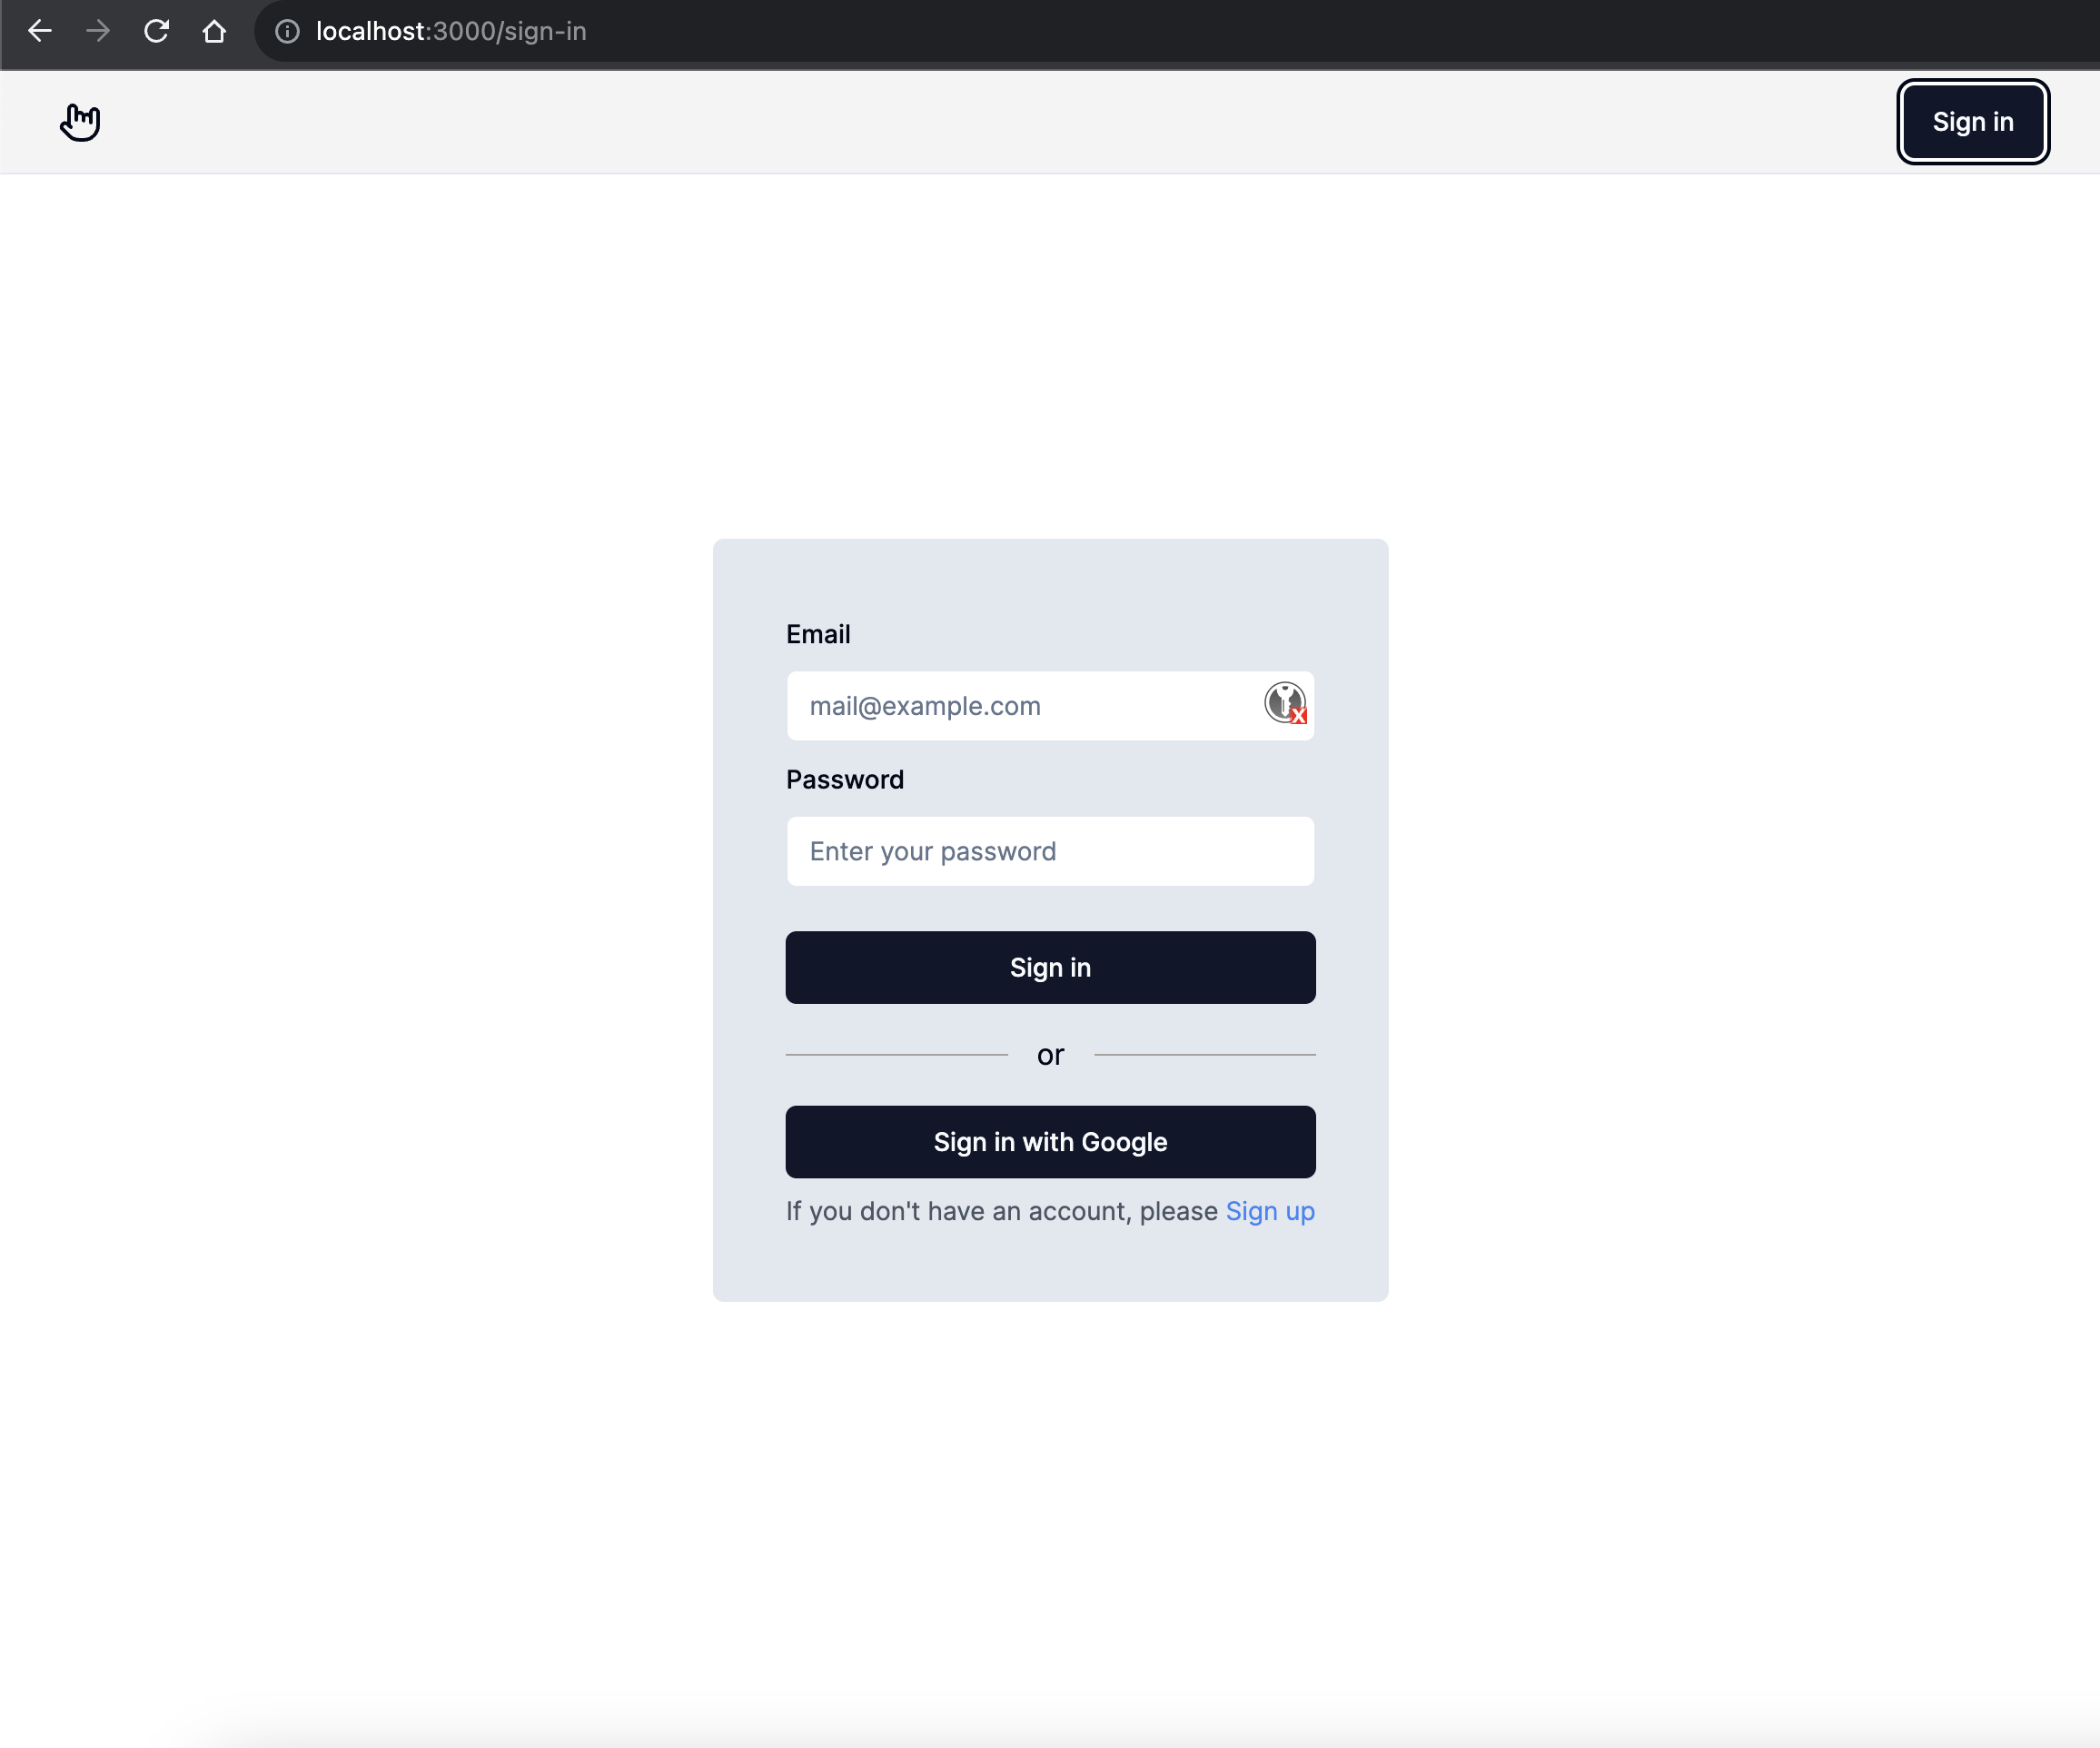 localhost:3000/sign-in
Sign in
Email
mail@example.com
Password
Enter your password
Sign in
or
Sign in with Google
If you don't have an account, please Sign up